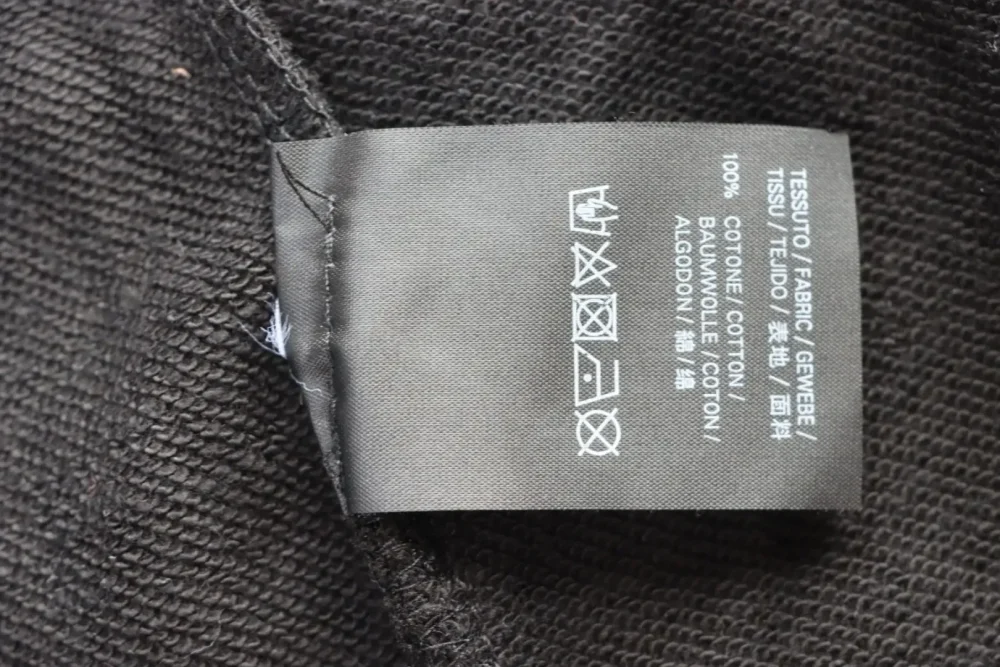 TESSUTO / FABRIC / GEWEBE /
TISSU / TEJIDO / 表地 / 面料
100% COTONE / COTTON /
BAUMWOLLE / COTON /
ALGODON / 綿 / 绵